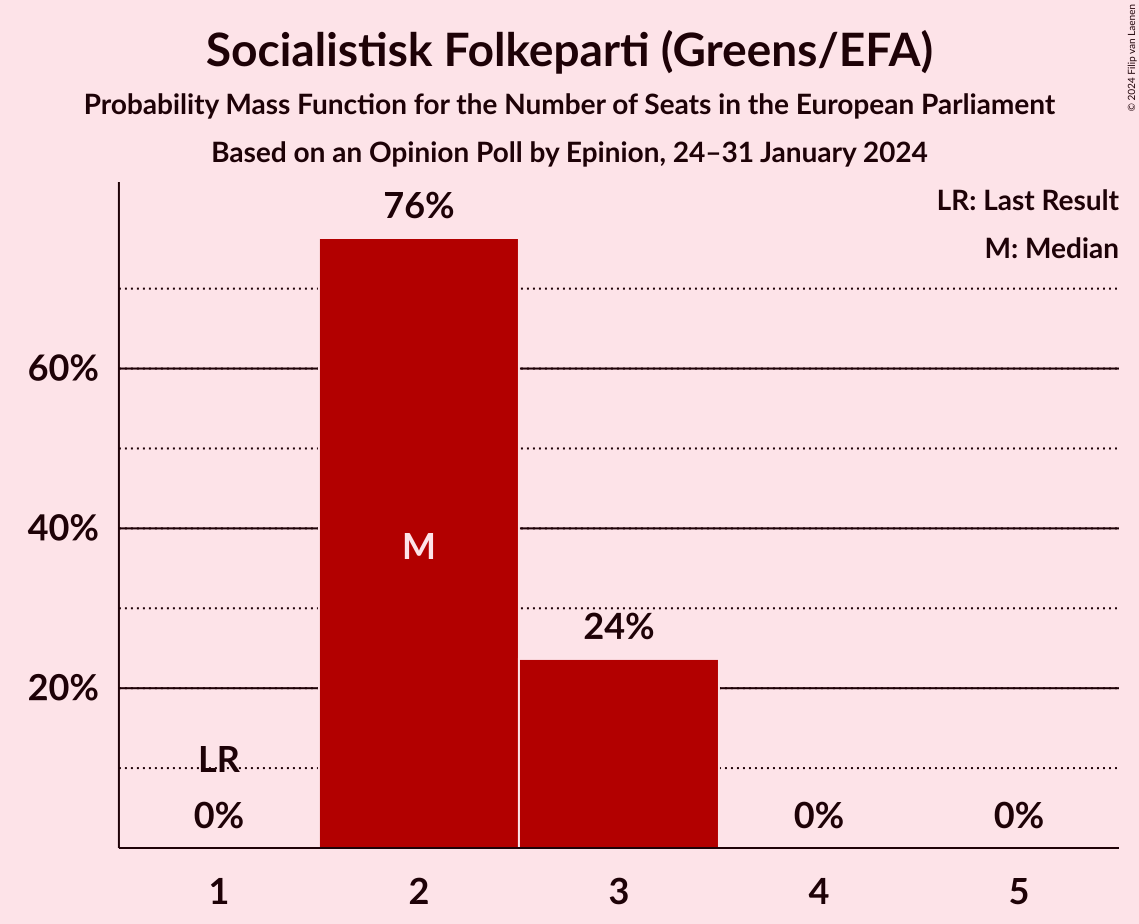 Socialistisk Folkeparti (Greens/EFA)
Probability Mass Function for the Number of Seats in the European Parliament
Based on an Opinion Poll by Epinion, 24–31 January 2024
© 2024 Filip van Laenen
LR: Last Result
M: Median
76%
60%
40%
M
24%
20%
LR
0%
0%
0%
1
2
3
4
5